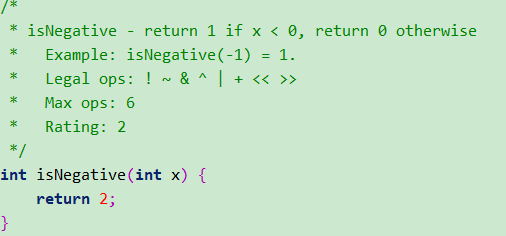 /*
 * isNegative - return 1 if x < 0, return 0 otherwise
 *   Example: isNegative(-1) = 1.
 *   Legal ops: ! ~ & ^ | + << >>
 *   Max ops: 6
 *   Rating: 2
 */
int isNegative(int x) {
    return 2;
}